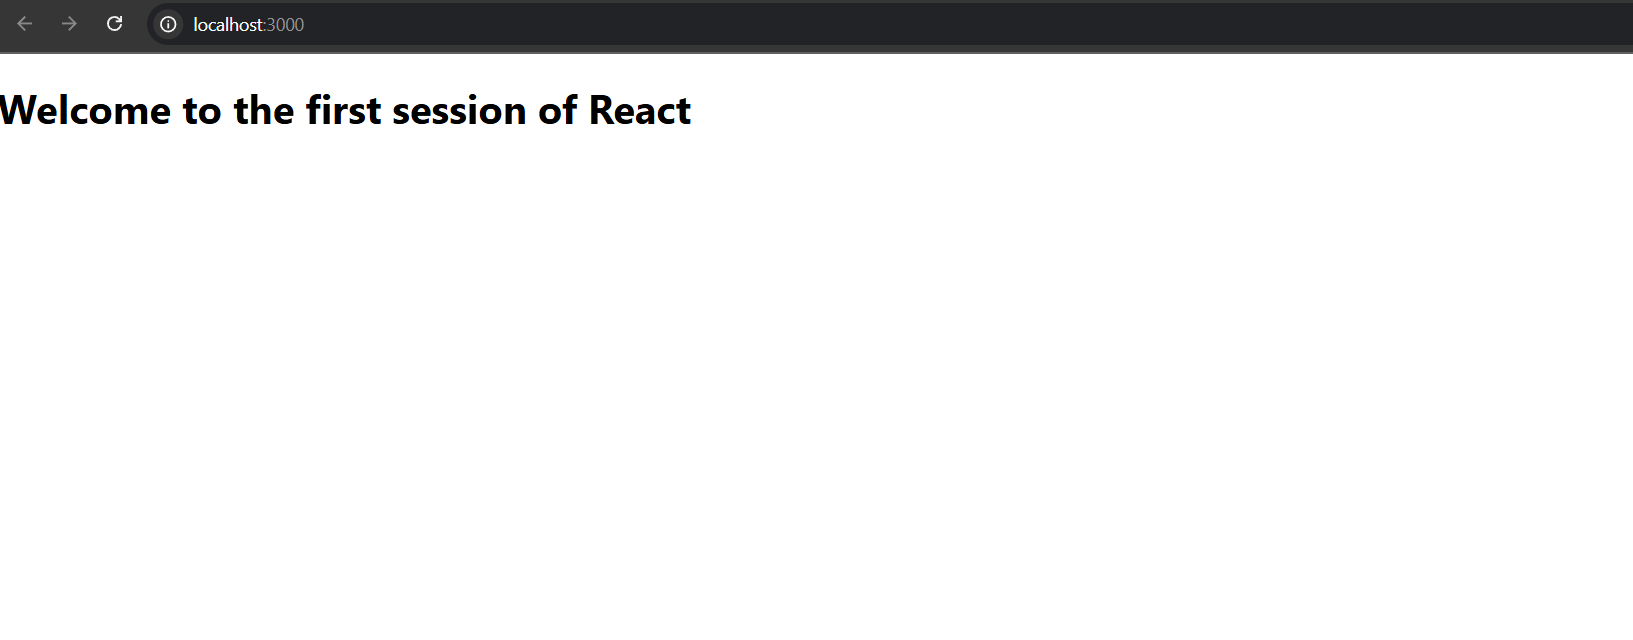 localhost:3000
Welcome to the first session of React